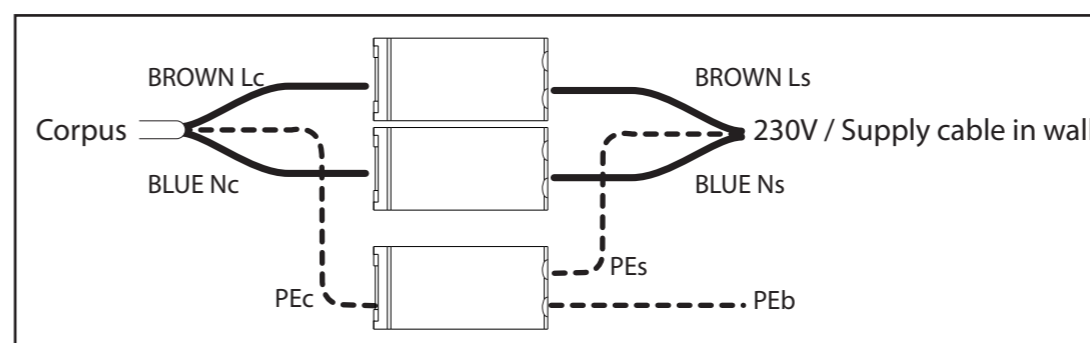 BROWN Lc
BROWN Ls
Corpus
230V / Supply cable in wall
BLUE Nc
BLUE Ns
PEs
PEc
PEb